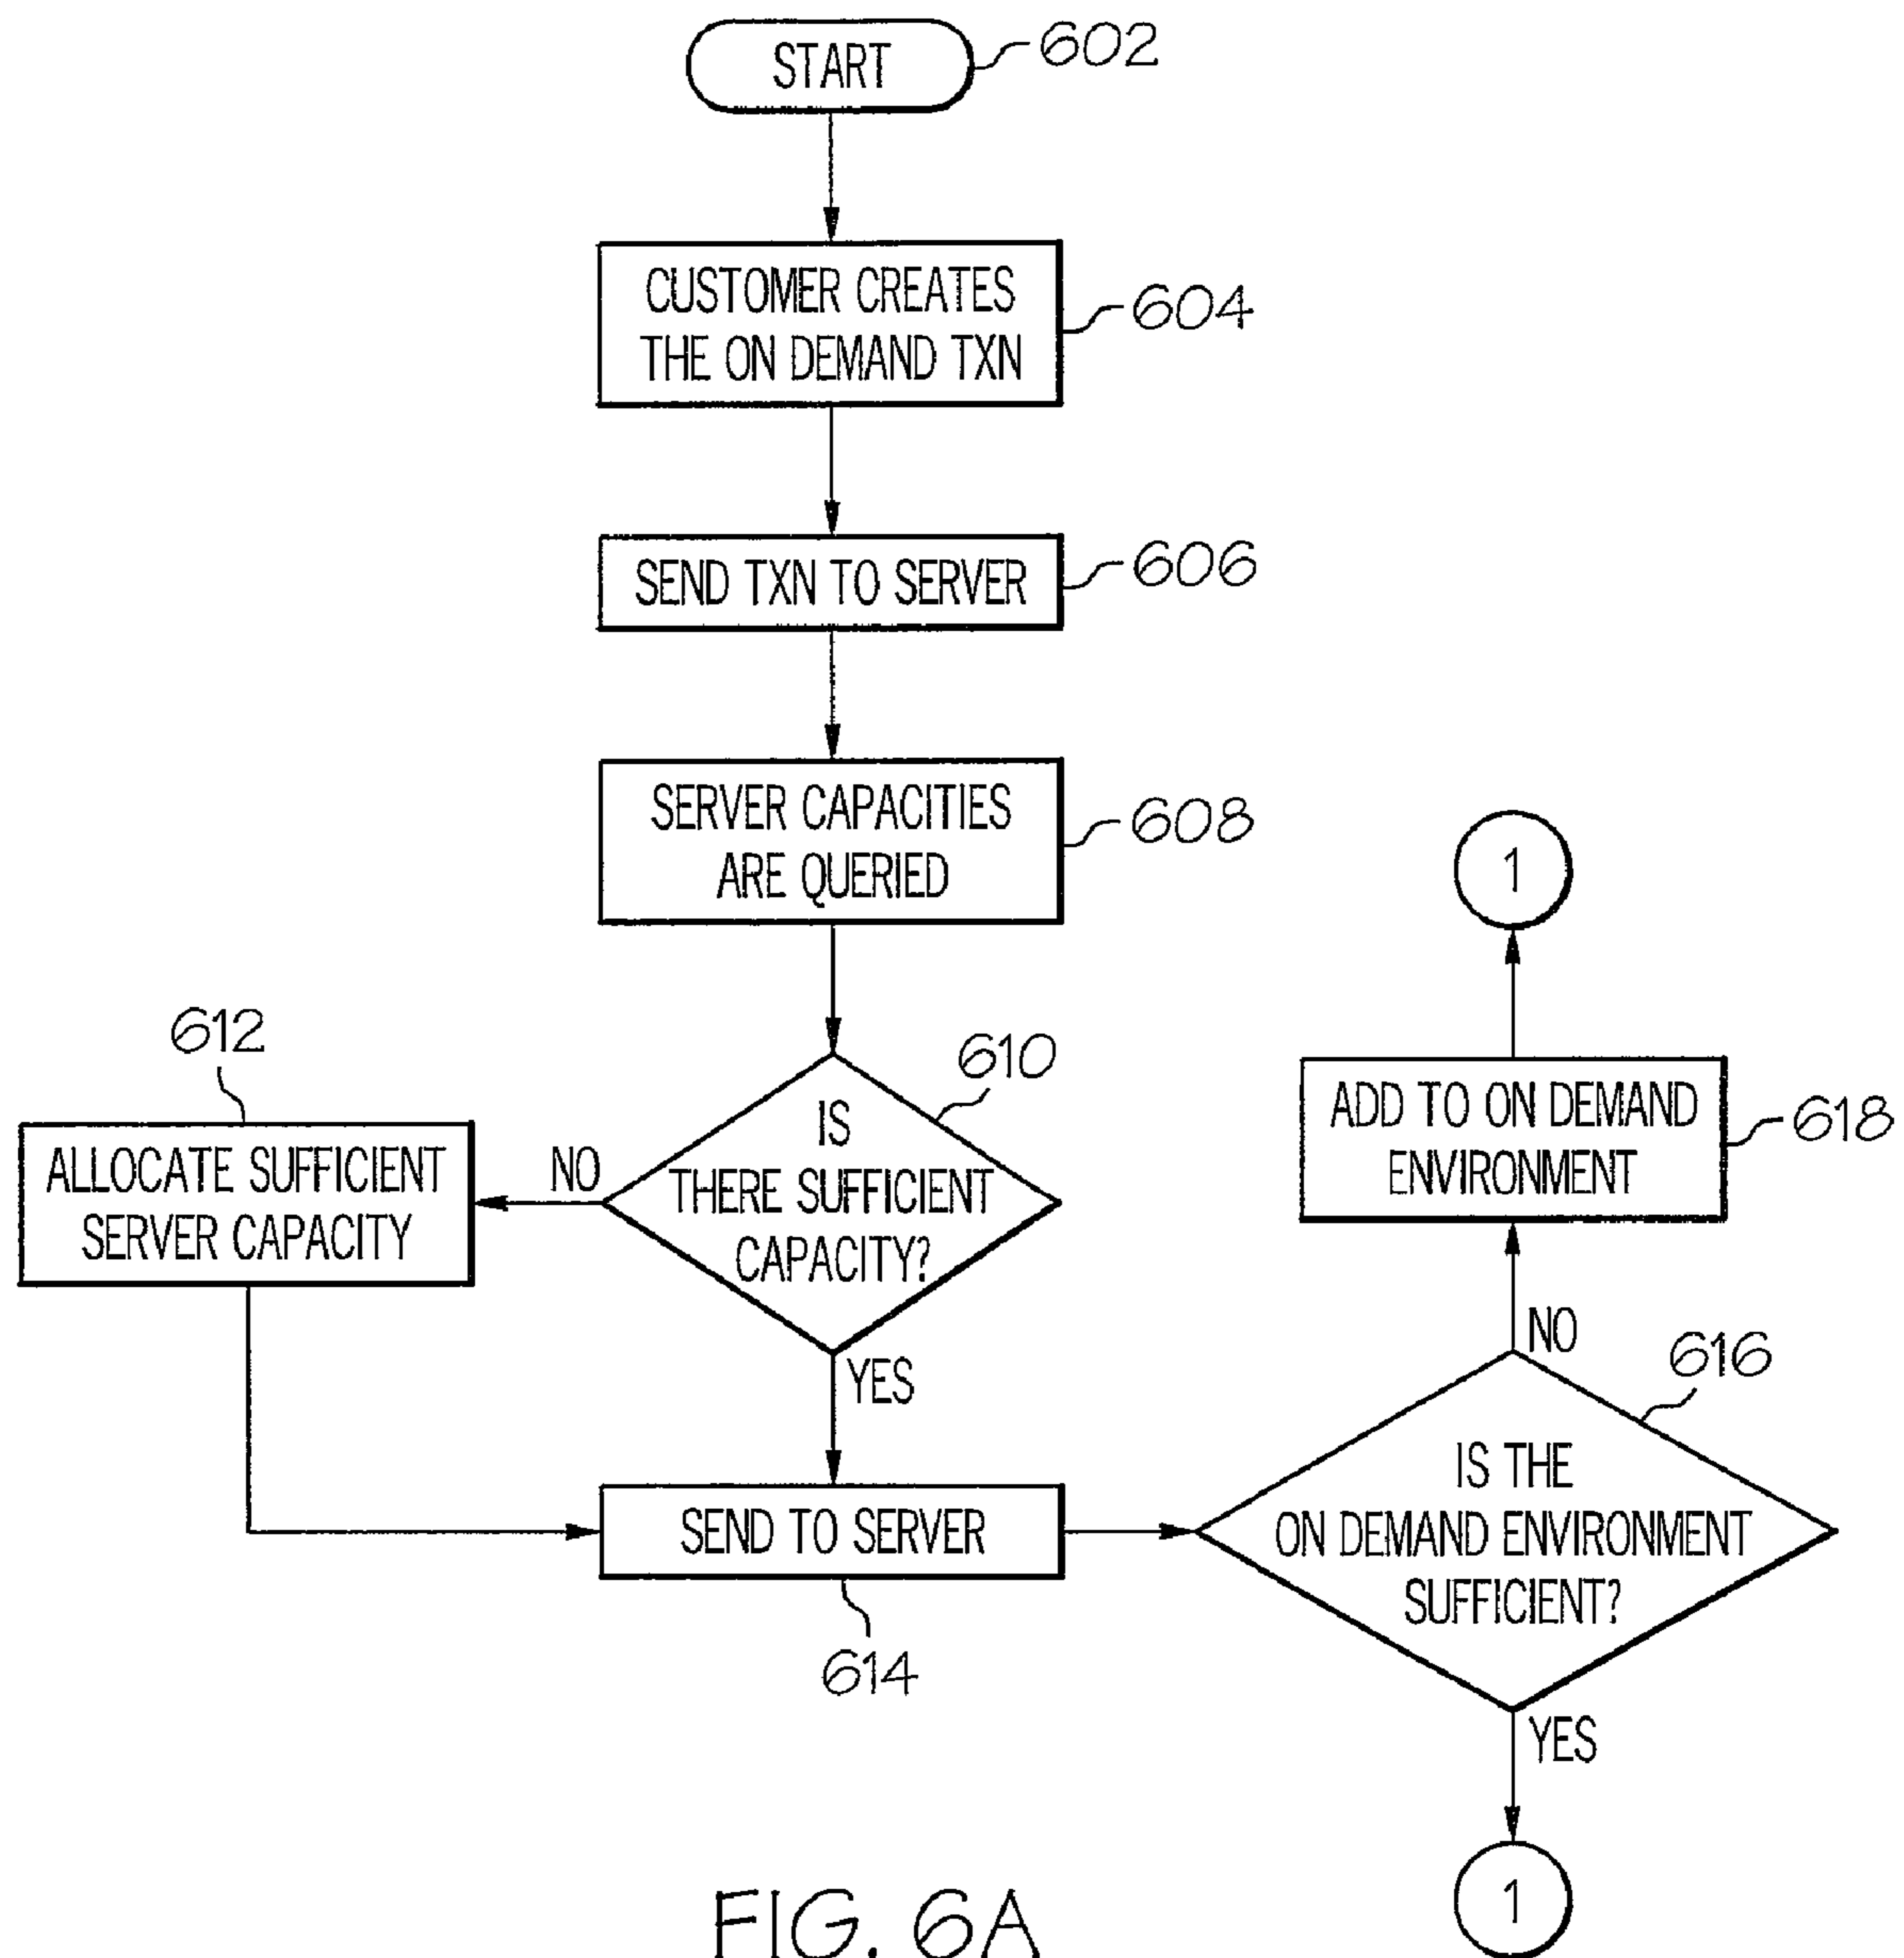 START
602
CUSTOMER CREATES
THE ON DEMAND TXN
604
SEND TXN TO SERVER
606
SERVER CAPACITIES
ARE QUERIED
608
1
612
610
ALLOCATE SUFFICIENT
SERVER CAPACITY
NO
IS
THERE SUFFICIENT
CAPACITY?
ADD TO ON DEMAND
ENVIRONMENT
618
YES
NO
616
SEND TO SERVER
614
IS THE
ON DEMAND ENVIRONMENT
SUFFICIENT?
YES
1
FIG. 6A